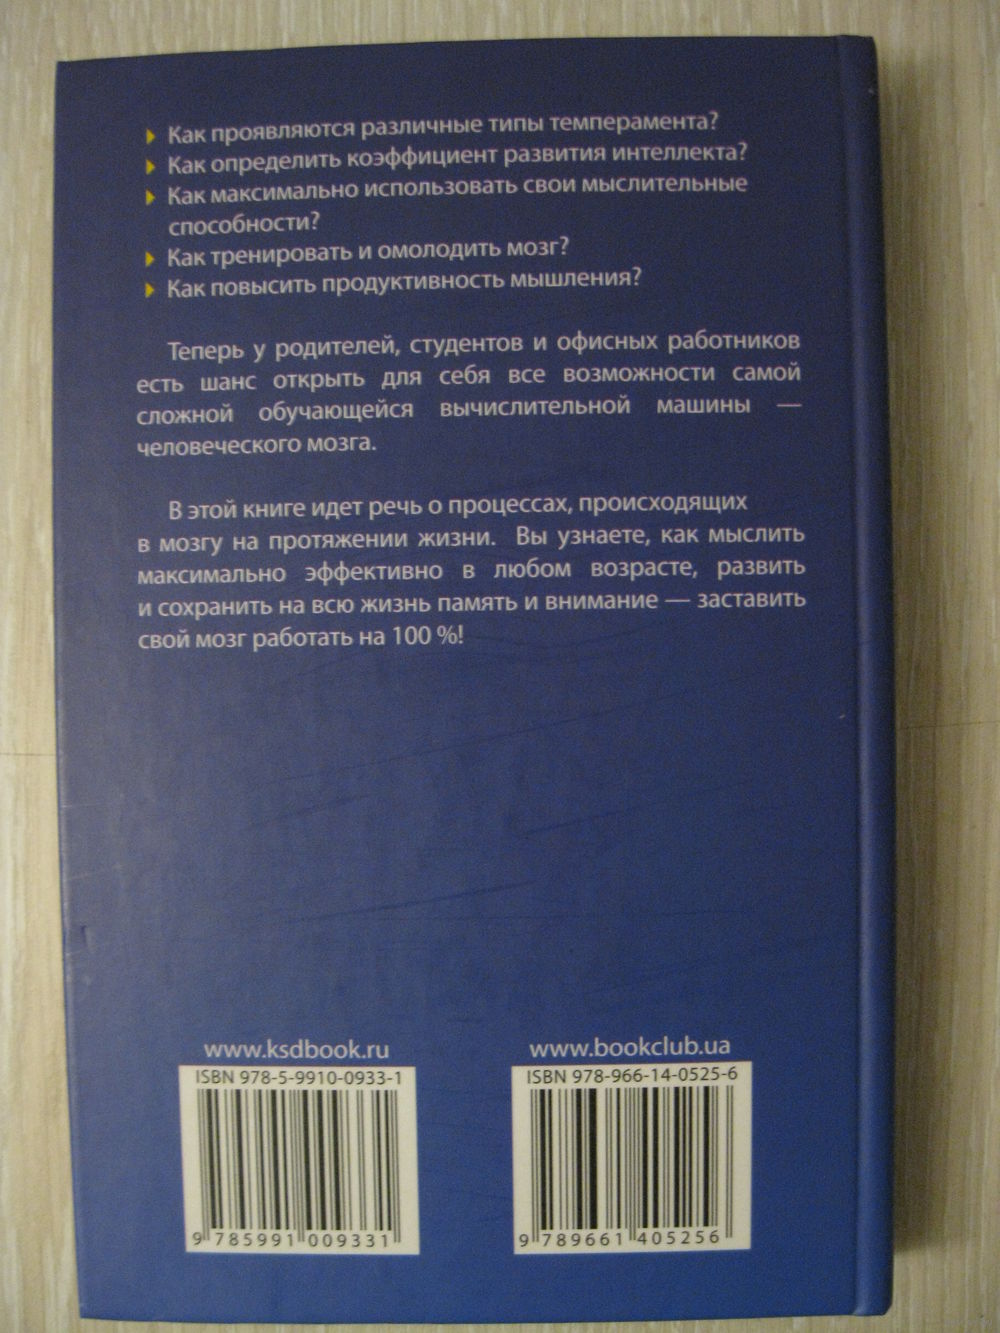 Как проявляются различные типы темперамента?
Как определить коэффициент развития интеллекта?
Как максимально использовать свои мыслительные
способности?
Как тренировать и омолодить мозг?
Как повысить продуктивность мышления?
Теперь у родителей, студентов и офисных работников
есть шанс открыть для себя все возможности самой
сложной обучающейся вычислительной машины —
человеческого мозга.
В этой книге идет речь о процессах, происходящих
в мозгу на протяжении жизни. Вы узнаете, как мыслить
максимально эффективно в любом возрасте, развить
и сохранить на всю жизнь память и внимание — заставить
свой мозг работать на 100 %!
www.ksdbook.ru
ISBN 978-5-9910-0933-1
9 785991 009331
www.bookclub.ua
ISBN 978-966-14-0525-6
9 789661 405256